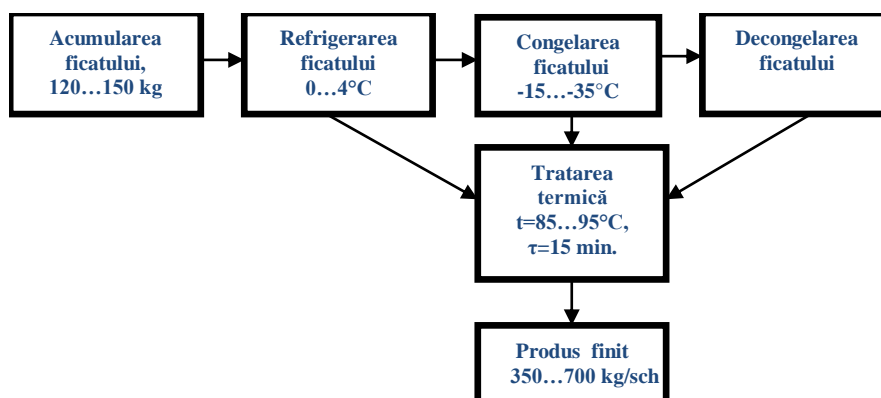 Acumularea
ficatului,
120…150 kg
Refrigerarea
ficatului
0…4°C
Congelarea
ficatului
-15…-35°C
Decongelarea
ficatului
Tratarea
termică
t=85…95°C,
τ=15 min.
Produs finit
350…700 kg/sch